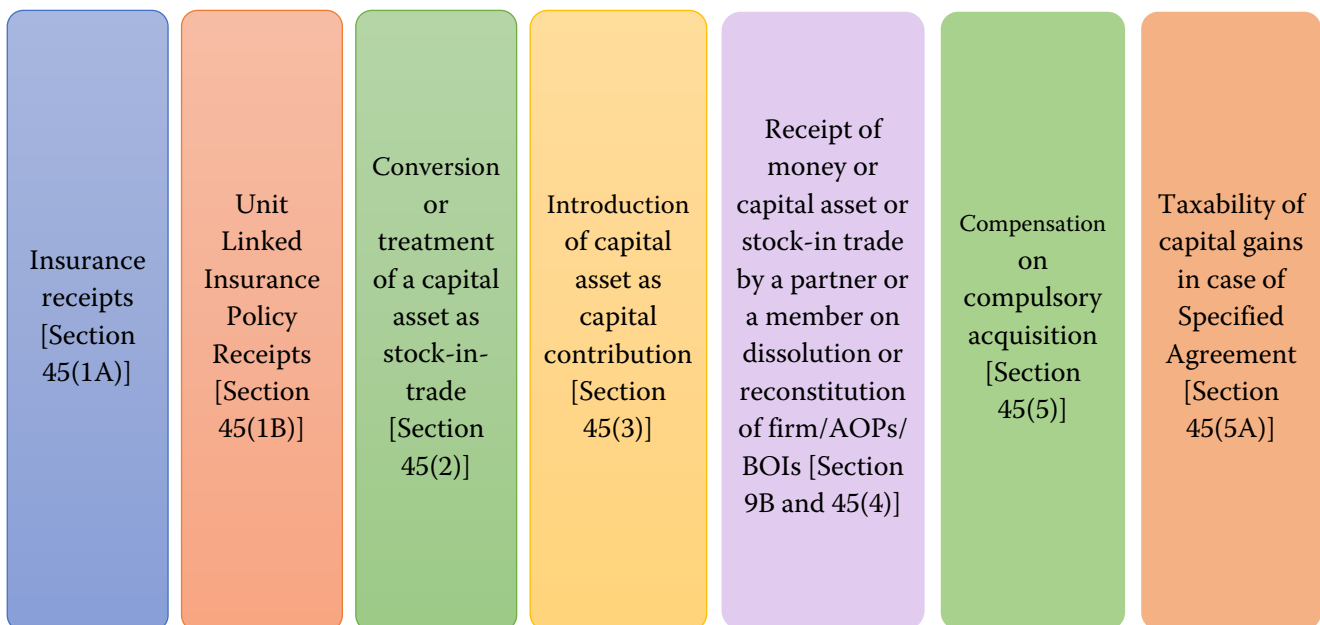 Insurance
receipts
[Section
45(1A)]
Unit
Linked
Insurance
Policy
Receipts
[Section
45(1B)]
Conversion
or
treatment
of a capital
asset as
stock-in-
trade
[Section
45(2)]
Introduction
of capital
asset as
capital
contribution
[Section
45(3)]
Receipt of
money or
capital asset or
stock-in trade
by a partner or
a member on
dissolution or
reconstitution
of firm/AOPs/
BOIs [Section
9B and 45(4)]
Compensation
on
compulsory
acquisition
[Section
45(5)]
Taxability of
capital gains
in case of
Specified
Agreement
[Section
45(5A)]